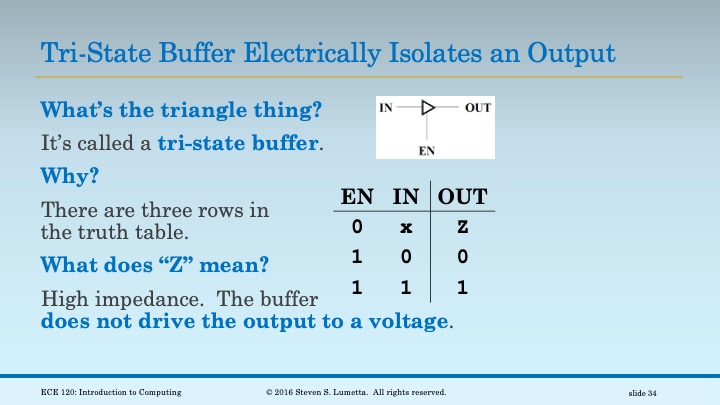 Tri-State Buffer Electrically Isolates an Output
What’s the triangle thing?
It’s called a tri-state buffer.
Why?
There are three rows in
the truth table.
What does “Z” mean?
High impedance.  The buffer
does not drive the output to a voltage.
IN OUT
EN
EN IN OUT
0 x Z
1 0 0
1 1 1
ECE 120: Introduction to Computing
© 2016 Steven S. Lumetta.  All rights reserved.
slide 34